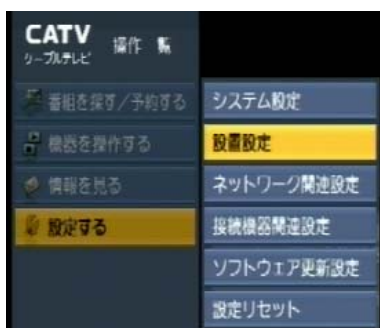 CATV
ケーブルテレビ
操作一覧
番組を探す/予約する
機器を操作する
情報を見る
設定する
システム設定
設置設定
ネットワーク関連設定
接続機器関連設定
ソフトウェア更新設定
設定リセット